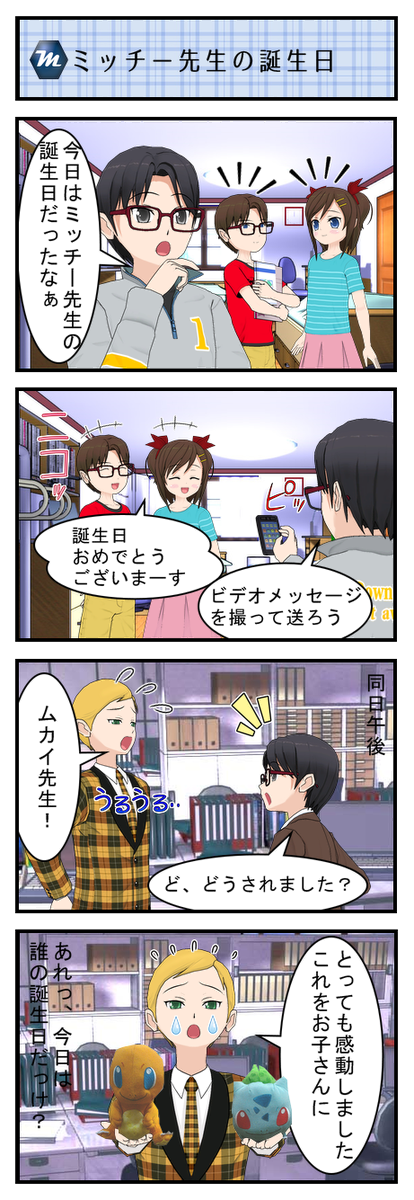 m ミッチー先生の誕生日
今日はミッチー先生の
誕生日だったなぁ
1
ニコッ
ピッ
誕生日
おめでとう
ございまーす
ビデオメッセージ
を撮って送ろう
同日午後
ムカイ先生！
うるうる‥
ど、どうされました？
とっても感動しました
これをお子さんに
あれっ、今日は
誰の誕生日だっけ？